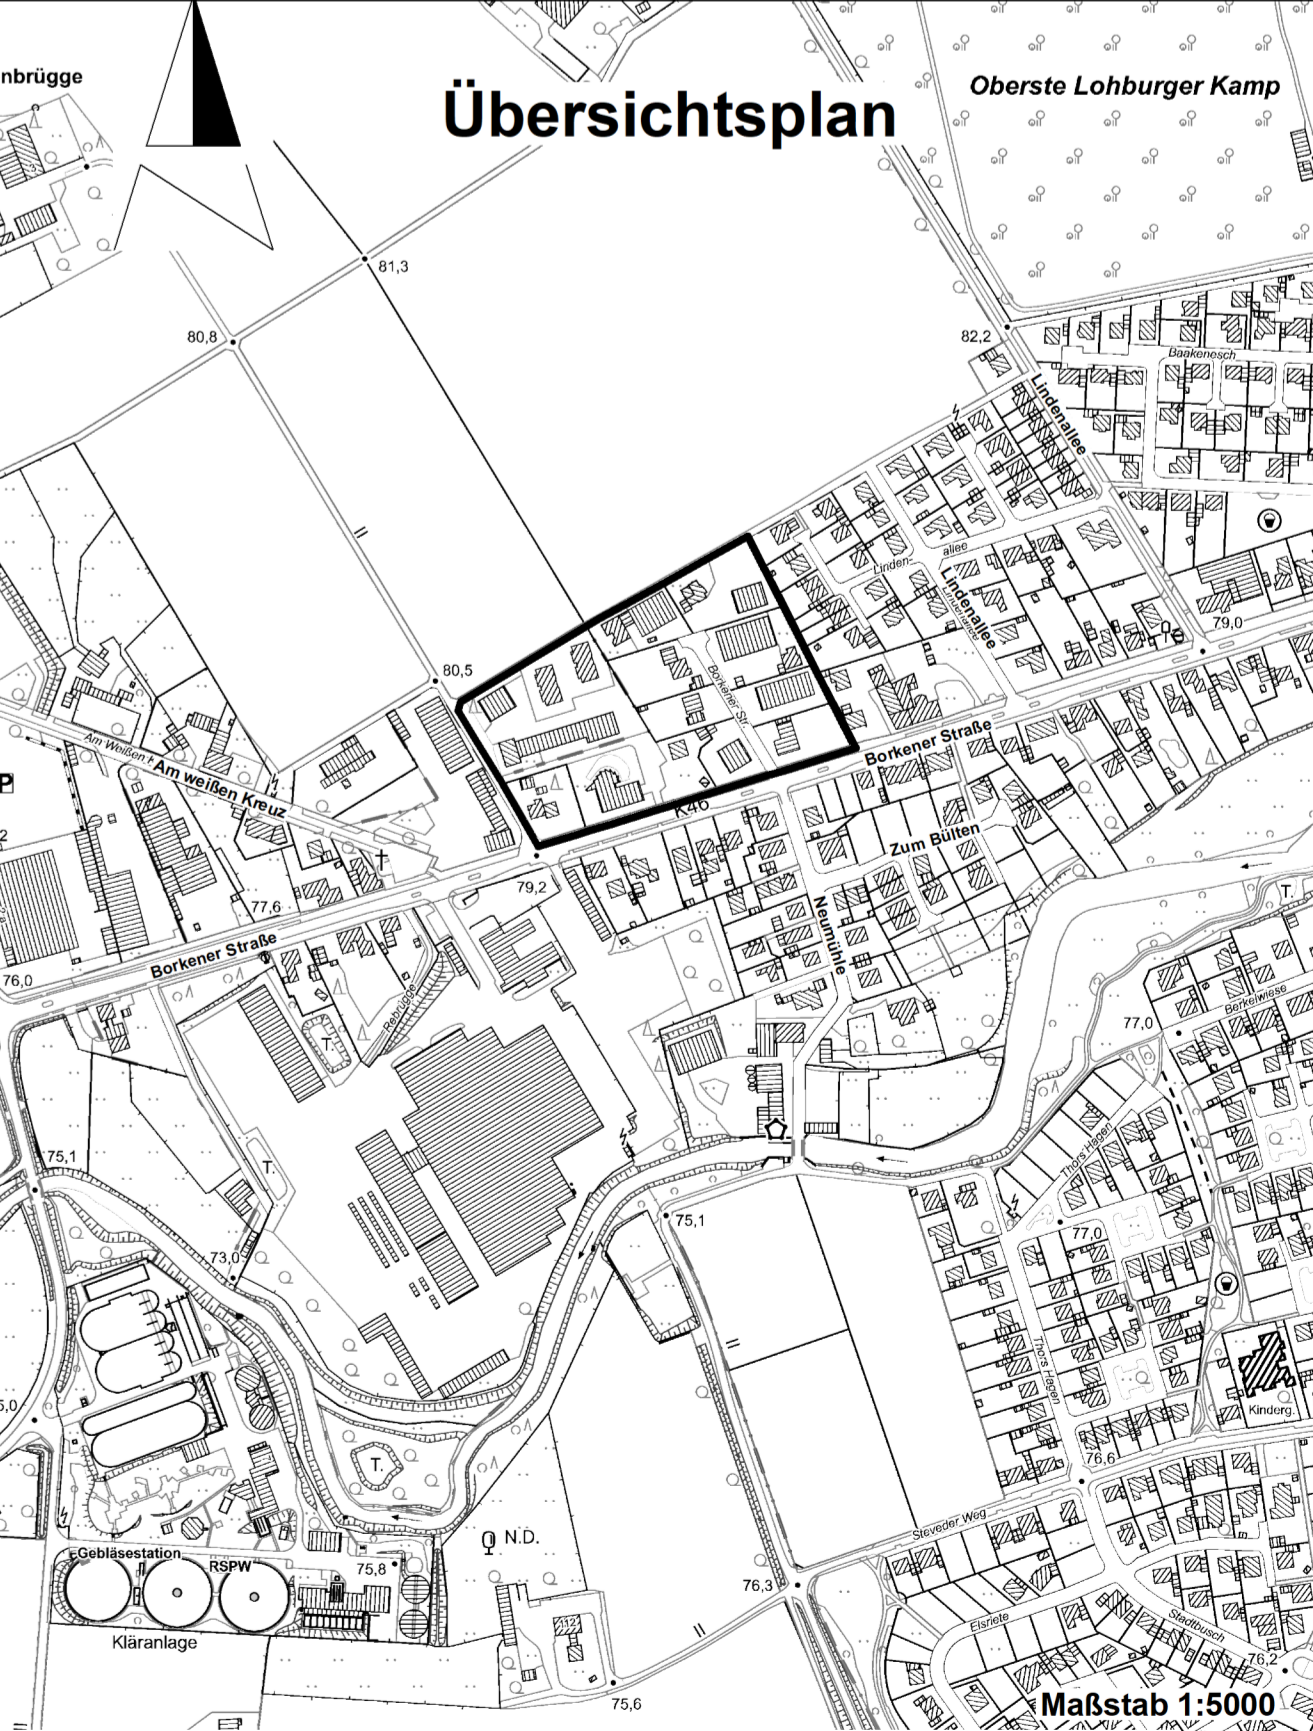 nbrügge
Übersichtsplan
Oberste Lohburger Kamp
81,3
80,8
82,2
Baakenesch
Lindenallee
Linden-
allee
Lindenallee
79,0
80,5
Borkener Str.
Borkener Straße
K46
Am Weißen
Am weißen Kreuz
P
79,2
Zum Bülten
77,6
Neumühle
Borkener Straße
76,0
T.
Berkelwiese
77,0
Rebrügge
T.
Thors Hagen
75,1
T.
75,1
77,0
73,0
Thors Hagen
5,0
Kinderg.
T.
76,6
Steveder Weg
N.D.
Gebläsestation
RSPW
75,8
76,3
Elsriete
Stadtbusch
112
Kläranlage
76,2
75,6
Maßstab 1:5000